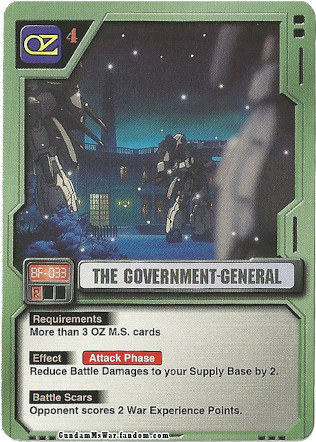 OZ 4
THE GOVERNMENT-GENERAL
BF-033
R
Requirements
More than 3 OZ M.S. cards
Effect Attack Phase
Reduce Battle Damages to your Supply Base by 2.
Battle Scars
Opponent scores 2 War Experience Points.
GundamMsWar.fandom.com